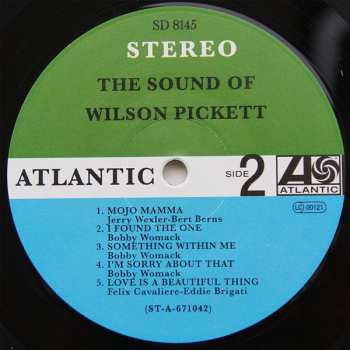 SD 8145
STEREO
THE SOUND OF
WILSON PICKETT
ATLANTIC SIDE 2 ATLANTIC
LC 00121
1. MOJO MAMMA
Jerry Wexler-Bert Berns
2. I FOUND THE ONE
Bobby Womack
3. SOMETHING WITHIN ME
Bobby Womack
4. I'M SORRY ABOUT THAT
Bobby Womack
5. LOVE IS A BEAUTIFUL THING
Felix Cavaliere-Eddie Brigati
(ST-A-671042)